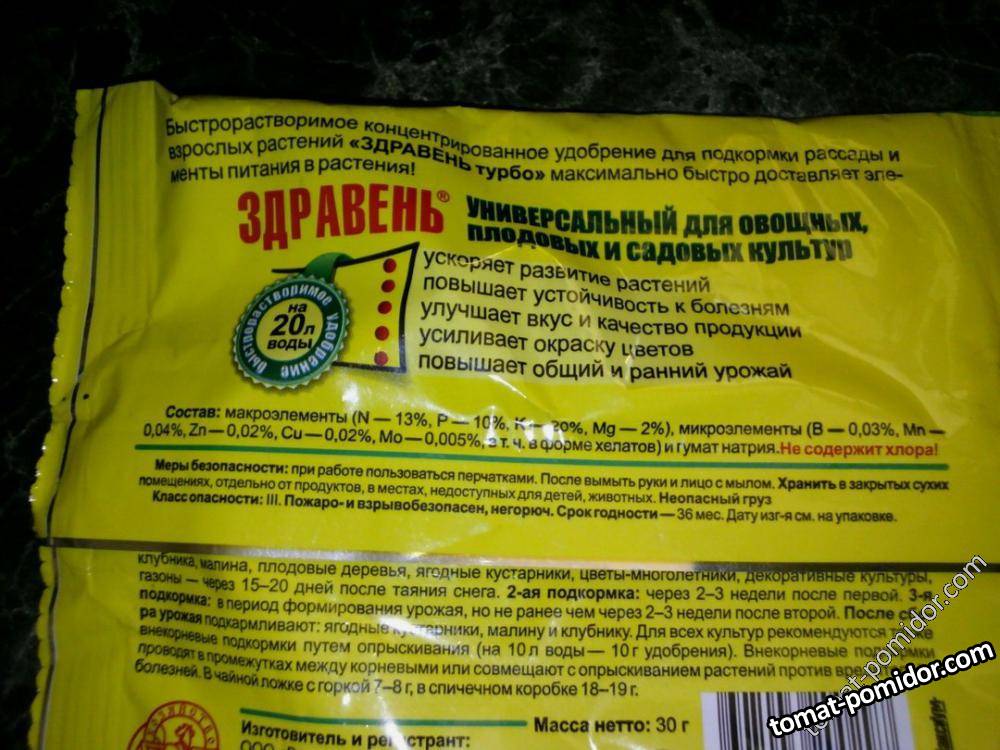 Быстрорастворимое концентрированное удобрение для подкормки рассады и
взрослых растений «ЗДРАВЕНЬ турбо» максимально быстро доставляет эле-
менты питания в растения!
ЗДРАВЕНЬ®
УНИВЕРСАЛЬНЫЙ ДЛЯ ОВОЩНЫХ,
ПЛОДОВЫХ И САДОВЫХ КУЛЬТУР
ускоряет развитие растений
повышает устойчивость к болезням
улучшает вкус и качество продукции
усиливает окраску цветов
повышает общий и ранний урожай
быстрорастворимое удобрение
на
20л
воды
Состав: макроэлементы (N — 13%, P — 10%, K — 20%, Mg — 2%), микроэлементы (B — 0,03%, Mn —
0,04%, Zn — 0,02%, Cu — 0,02%, Mo — 0,005%, в т. ч. в форме хелатов) и гумат натрия. Не содержит хлора!
Меры безопасности: при работе пользоваться перчатками. После вымыть руки и лицо с мылом. Хранить в закрытых сухих
помещениях, отдельно от продуктов, в местах, недоступных для детей, животных. Неопасный груз
Класс опасности: III. Пожаро- и взрывобезопасен, негорюч. Срок годности — 36 мес. Дату изг-я см. на упаковке.
клубника, малина, плодовые деревья, ягодные кустарники, цветы-многолетники, декоративные культуры,
газоны — через 15–20 дней после таяния снега. 2-ая подкормка: через 2–3 недели после первой. 3-я
подкормка: в период формирования урожая, но не ранее чем через 2–3 недели после второй. После
ра урожая подкармливают: ягодные кустарники, малину и клубнику. Для всех культур рекомендуются
внекорневые подкормки путем опрыскивания (на 10 л воды — 10 г удобрения). Внекорневые подкормки
проводят в промежутках между корневыми или совмещают с опрыскиванием растений против
болезней. В чайной ложке с горкой 7–8 г, в спичечном коробке 18–19 г.
Масса нетто: 30 г
Изготовитель и регистрант:
ООО
tomat-pomidor.com
tomat-pomidor.com